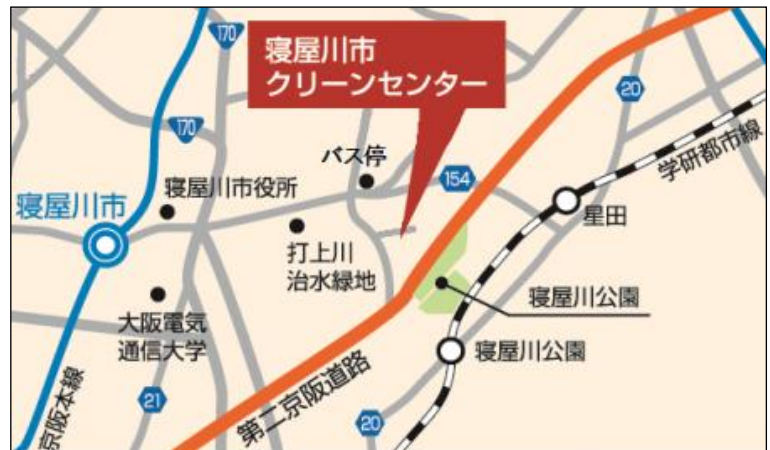 170
寝屋川市
クリーンセンター
20
170
バス停
154
学研都市線
寝屋川市役所
寝屋川市
星田
打上川
治水緑地
寝屋川公園
大阪電気
通信大学
寝屋川公園
第二京阪道路
京阪本線
21
20